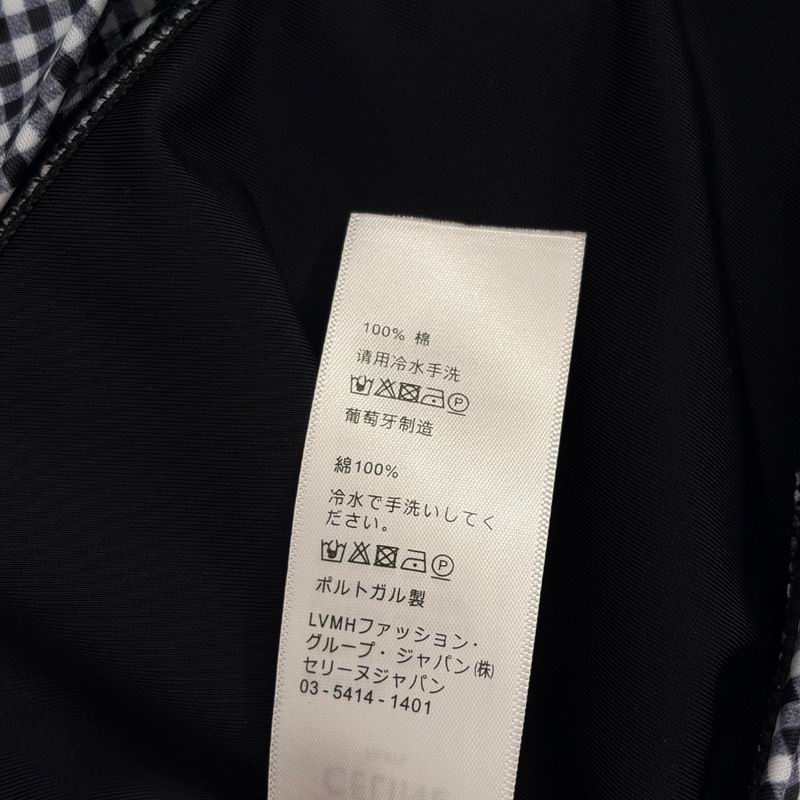 100% 棉
请用冷水手洗
P
葡萄牙制造
綿100%
冷水で手洗いしてく
ださい。
P
ポルトガル製
LVMHファッション・
グループ・ジャパン(株)
セリーヌジャパン
03-5414-1401
CELINE